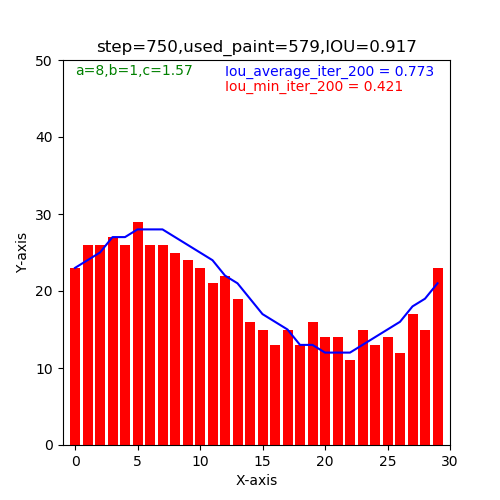 step=750,used_paint=579,IOU=0.917
a=8,b=1,c=1.57
Iou_average_iter_200 = 0.773
Iou_min_iter_200 = 0.421
50
40
30
20
10
0
Y-axis
0 5 10 15 20 25 30
X-axis